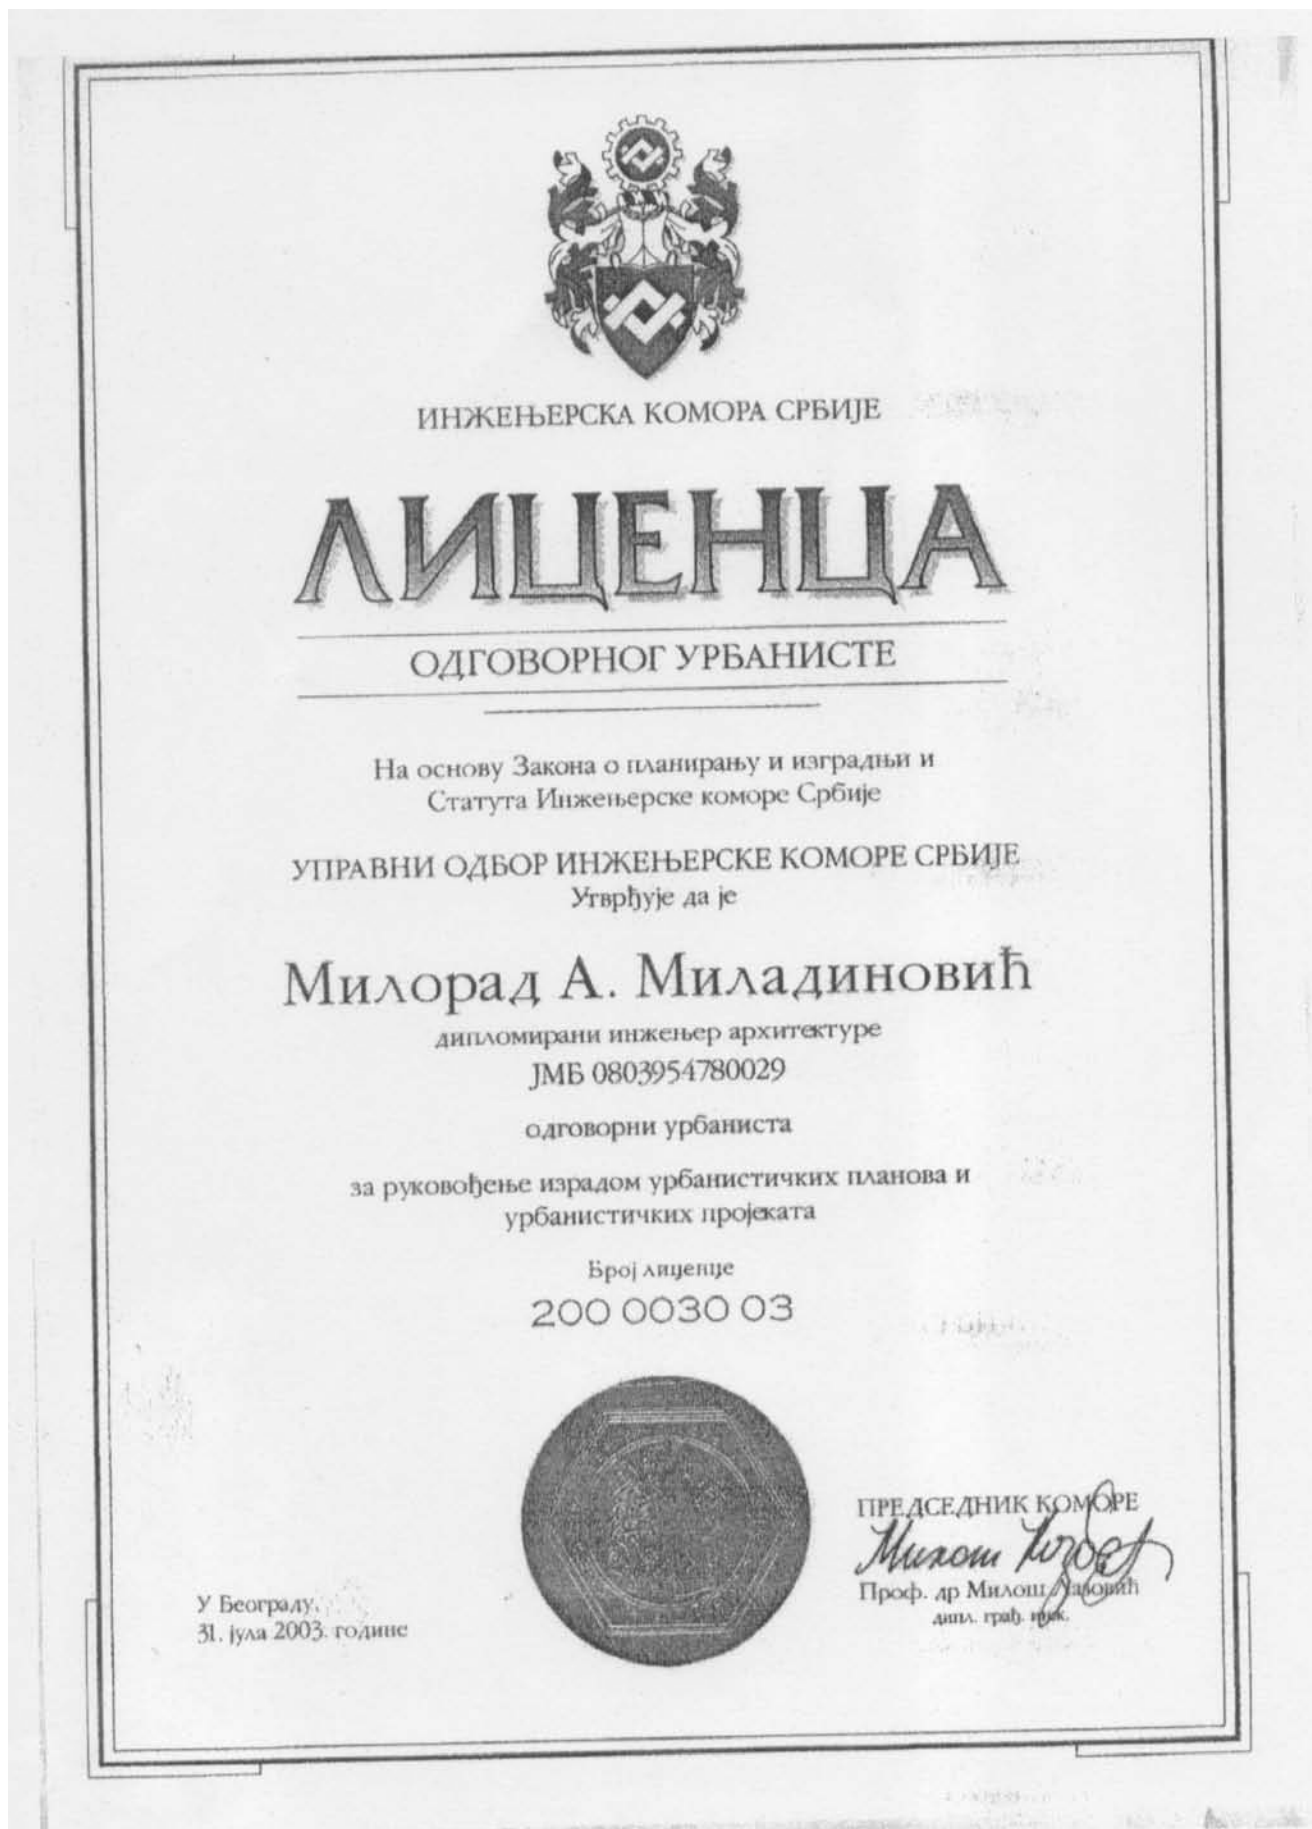 ИНЖЕЊЕРСКА КОМОРА СРБИЈЕ
ЛИЦЕНЦА
ОДГОВОРНОГ УРБАНИСТЕ
На основу Закона о планирању и изградњи и
Статута Инжењерске коморе Србије
УПРАВНИ ОДБОР ИНЖЕЊЕРСКЕ КОМОРЕ СРБИЈЕ
Утврђује да је
Милорад А. Миладиновић
дипломирани инжењер архитектуре
ЈМБ 0803954780029
одговорни урбаниста
за руковођење израдом урбанистичких планова и
урбанистичких пројеката
Број лиценце
200 0030 03
ПРЕДСЕДНИК КОМОРЕ
Проф. др Милош Лазовић
дипл. грађ. инж.
У Београду,
31. јула 2003. године